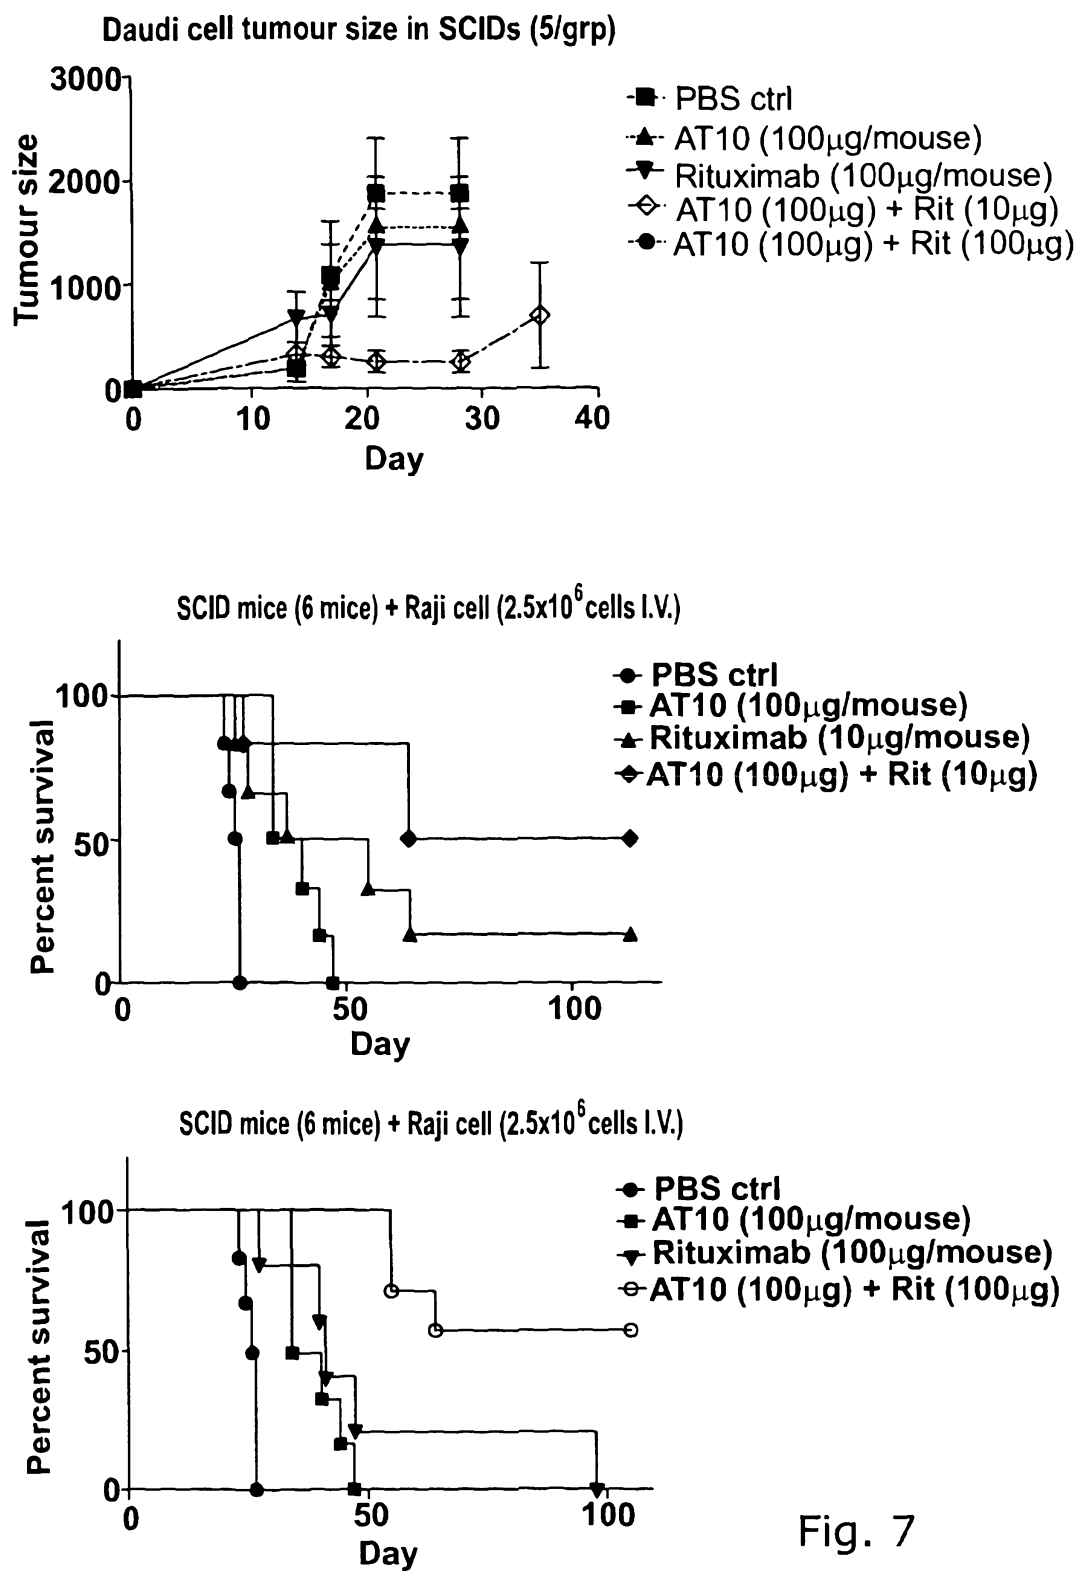 Daudi cell tumour size in SCIDs (5/grp)
3000
2000
1000
0
Tumour size
0 10 20 30 40
Day
PBS ctrl
AT10 (100µg/mouse)
Rituximab (100µg/mouse)
AT10 (100µg) + Rit (10µg)
AT10 (100µg) + Rit (100µg)
SCID mice (6 mice) + Raji cell (2.5x10⁶ cells I.V.)
100
50
0
Percent survival
0 50 100
Day
PBS ctrl
AT10 (100µg/mouse)
Rituximab (10µg/mouse)
AT10 (100µg) + Rit (10µg)
SCID mice (6 mice) + Raji cell (2.5x10⁶ cells I.V.)
100
50
0
Percent survival
0 50 100
Day
PBS ctrl
AT10 (100µg/mouse)
Rituximab (100µg/mouse)
AT10 (100µg) + Rit (100µg)
Fig. 7